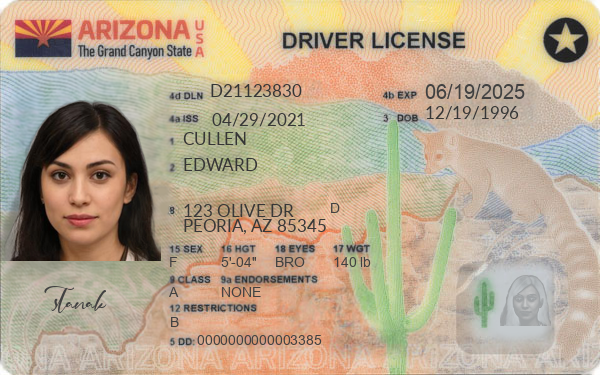 ARIZONA USA
The Grand Canyon State
DRIVER LICENSE
4d DLN D21123830
4b EXP 06/19/2025
4a ISS 04/29/2021
3 DOB 12/19/1996
1 CULLEN
2 EDWARD
8 123 OLIVE DR D
PEORIA, AZ 85345
15 SEX 16 HGT 18 EYES 17 WGT
F 5'-04" BRO 140 lb
9 CLASS 9a ENDORSEMENTS
A NONE
12 RESTRICTIONS
B
5 DD: 0000000000003385
ARIZONA ARIZONA ARIZONA ARIZONA